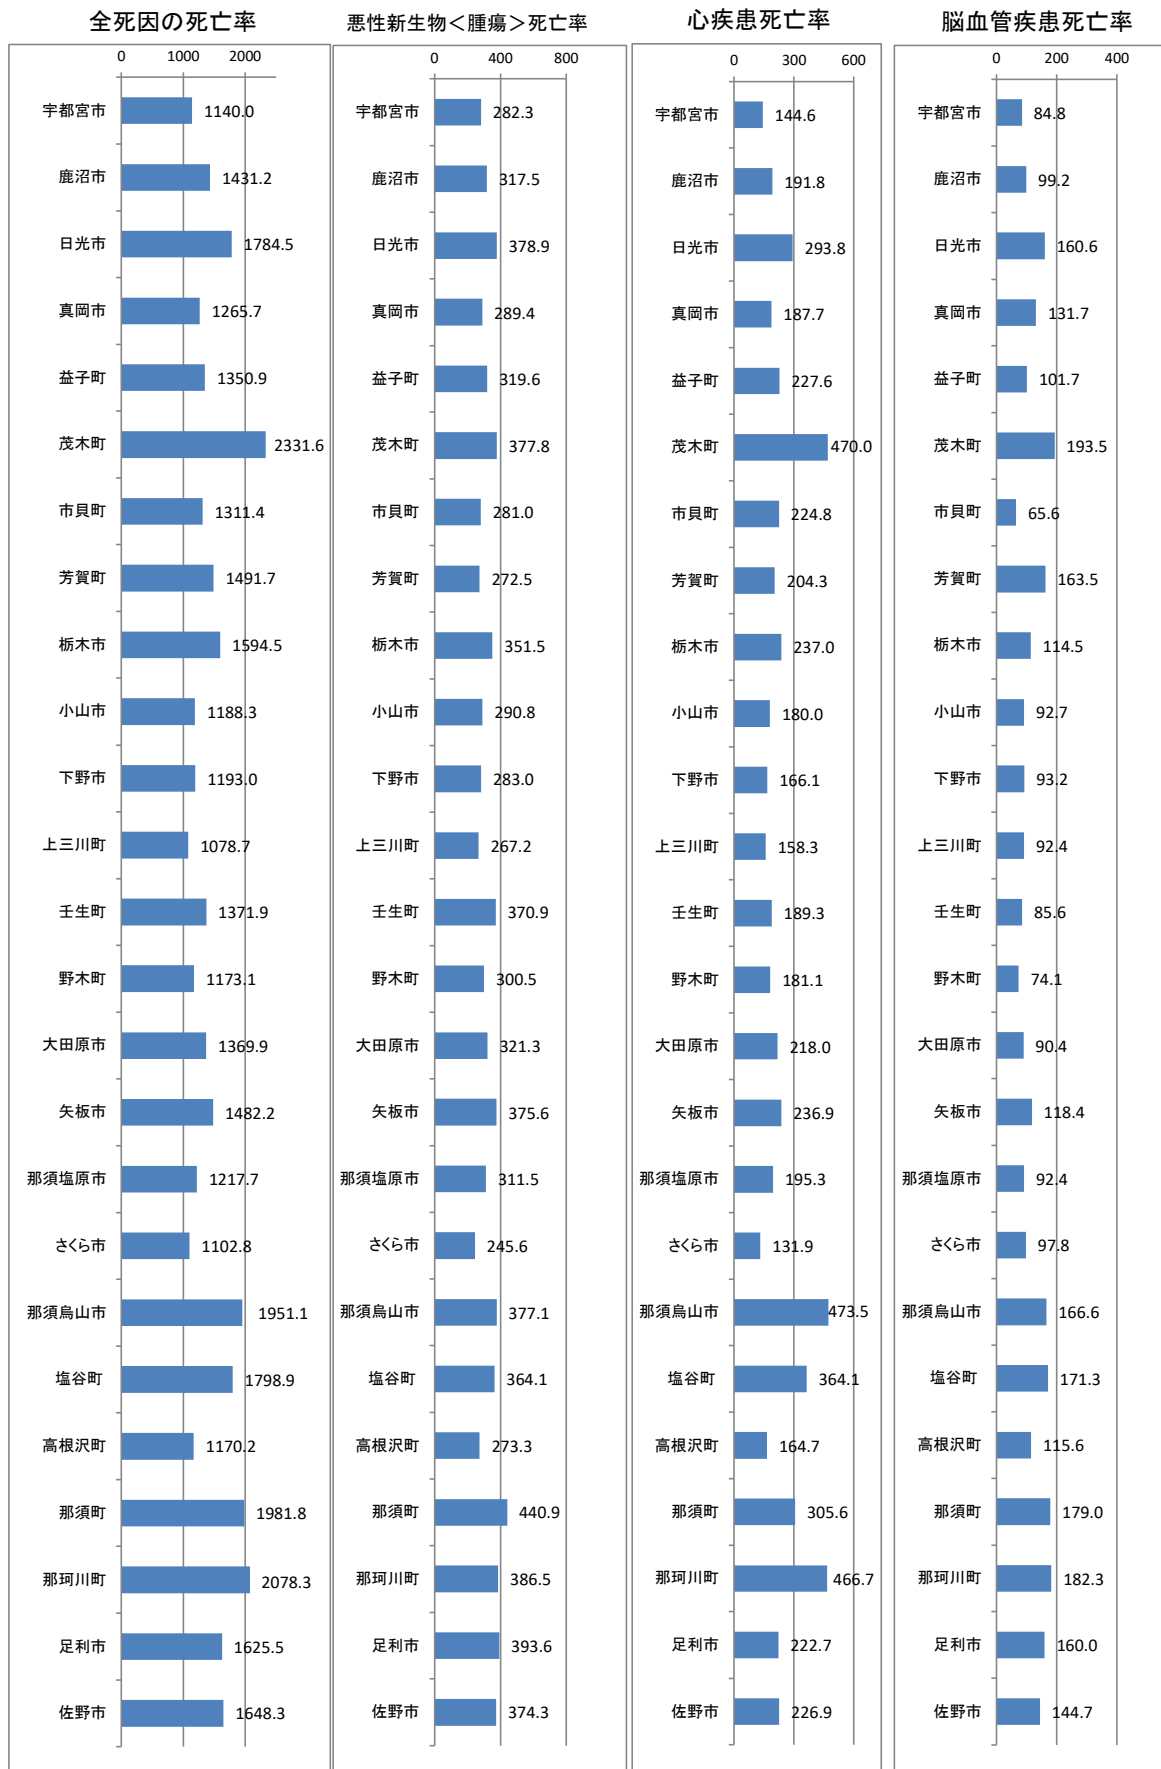 全死因の死亡率
0 1000 2000
宇都宮市 1140.0
鹿沼市 1431.2
日光市 1784.5
真岡市 1265.7
益子町 1350.9
茂木町 2331.6
市貝町 1311.4
芳賀町 1491.7
栃木市 1594.5
小山市 1188.3
下野市 1193.0
上三川町 1078.7
壬生町 1371.9
野木町 1173.1
大田原市 1369.9
矢板市 1482.2
那須塩原市 1217.7
さくら市 1102.8
那須烏山市 1951.1
塩谷町 1798.9
高根沢町 1170.2
那須町 1981.8
那珂川町 2078.3
足利市 1625.5
佐野市 1648.3
悪性新生物＜腫瘍＞死亡率
0 400 800
宇都宮市 282.3
鹿沼市 317.5
日光市 378.9
真岡市 289.4
益子町 319.6
茂木町 377.8
市貝町 281.0
芳賀町 272.5
栃木市 351.5
小山市 290.8
下野市 283.0
上三川町 267.2
壬生町 370.9
野木町 300.5
大田原市 321.3
矢板市 375.6
那須塩原市 311.5
さくら市 245.6
那須烏山市 377.1
塩谷町 364.1
高根沢町 273.3
那須町 440.9
那珂川町 386.5
足利市 393.6
佐野市 374.3
心疾患死亡率
0 300 600
宇都宮市 144.6
鹿沼市 191.8
日光市 293.8
真岡市 187.7
益子町 227.6
茂木町 470.0
市貝町 224.8
芳賀町 204.3
栃木市 237.0
小山市 180.0
下野市 166.1
上三川町 158.3
壬生町 189.3
野木町 181.1
大田原市 218.0
矢板市 236.9
那須塩原市 195.3
さくら市 131.9
那須烏山市 473.5
塩谷町 364.1
高根沢町 164.7
那須町 305.6
那珂川町 466.7
足利市 222.7
佐野市 226.9
脳血管疾患死亡率
0 200 400
宇都宮市 84.8
鹿沼市 99.2
日光市 160.6
真岡市 131.7
益子町 101.7
茂木町 193.5
市貝町 65.6
芳賀町 163.5
栃木市 114.5
小山市 92.7
下野市 93.2
上三川町 92.4
壬生町 85.6
野木町 74.1
大田原市 90.4
矢板市 118.4
那須塩原市 92.4
さくら市 97.8
那須烏山市 166.6
塩谷町 171.3
高根沢町 115.6
那須町 179.0
那珂川町 182.3
足利市 160.0
佐野市 144.7